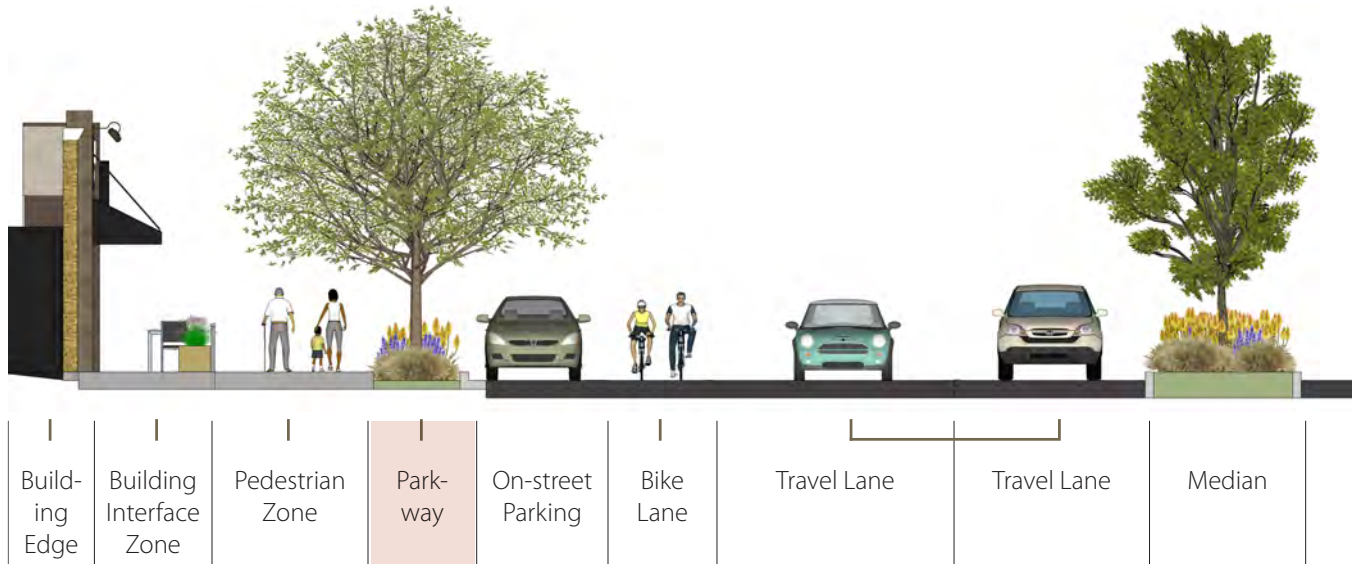 Build-
ing
Edge
Building
Interface
Zone
Pedestrian
Zone
Park-
way
On-street
Parking
Bike
Lane
Travel Lane
Travel Lane
Median